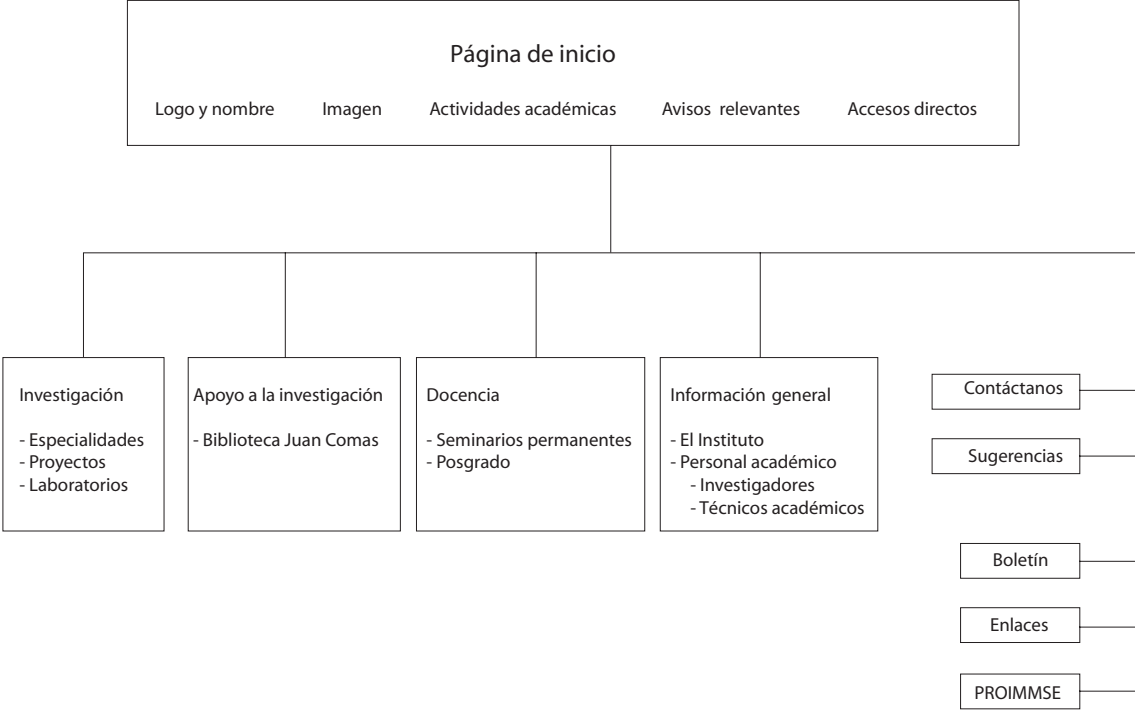 Página de inicio
Logo y nombre Imagen Actividades académicas Avisos relevantes Accesos directos
Investigación
- Especialidades
- Proyectos
- Laboratorios
Apoyo a la investigación
- Biblioteca Juan Comas
Docencia
- Seminarios permanentes
- Posgrado
Información general
- El Instituto
- Personal académico
- Investigadores
- Técnicos académicos
Contáctanos
Sugerencias
Boletín
Enlaces
PROIMMSE